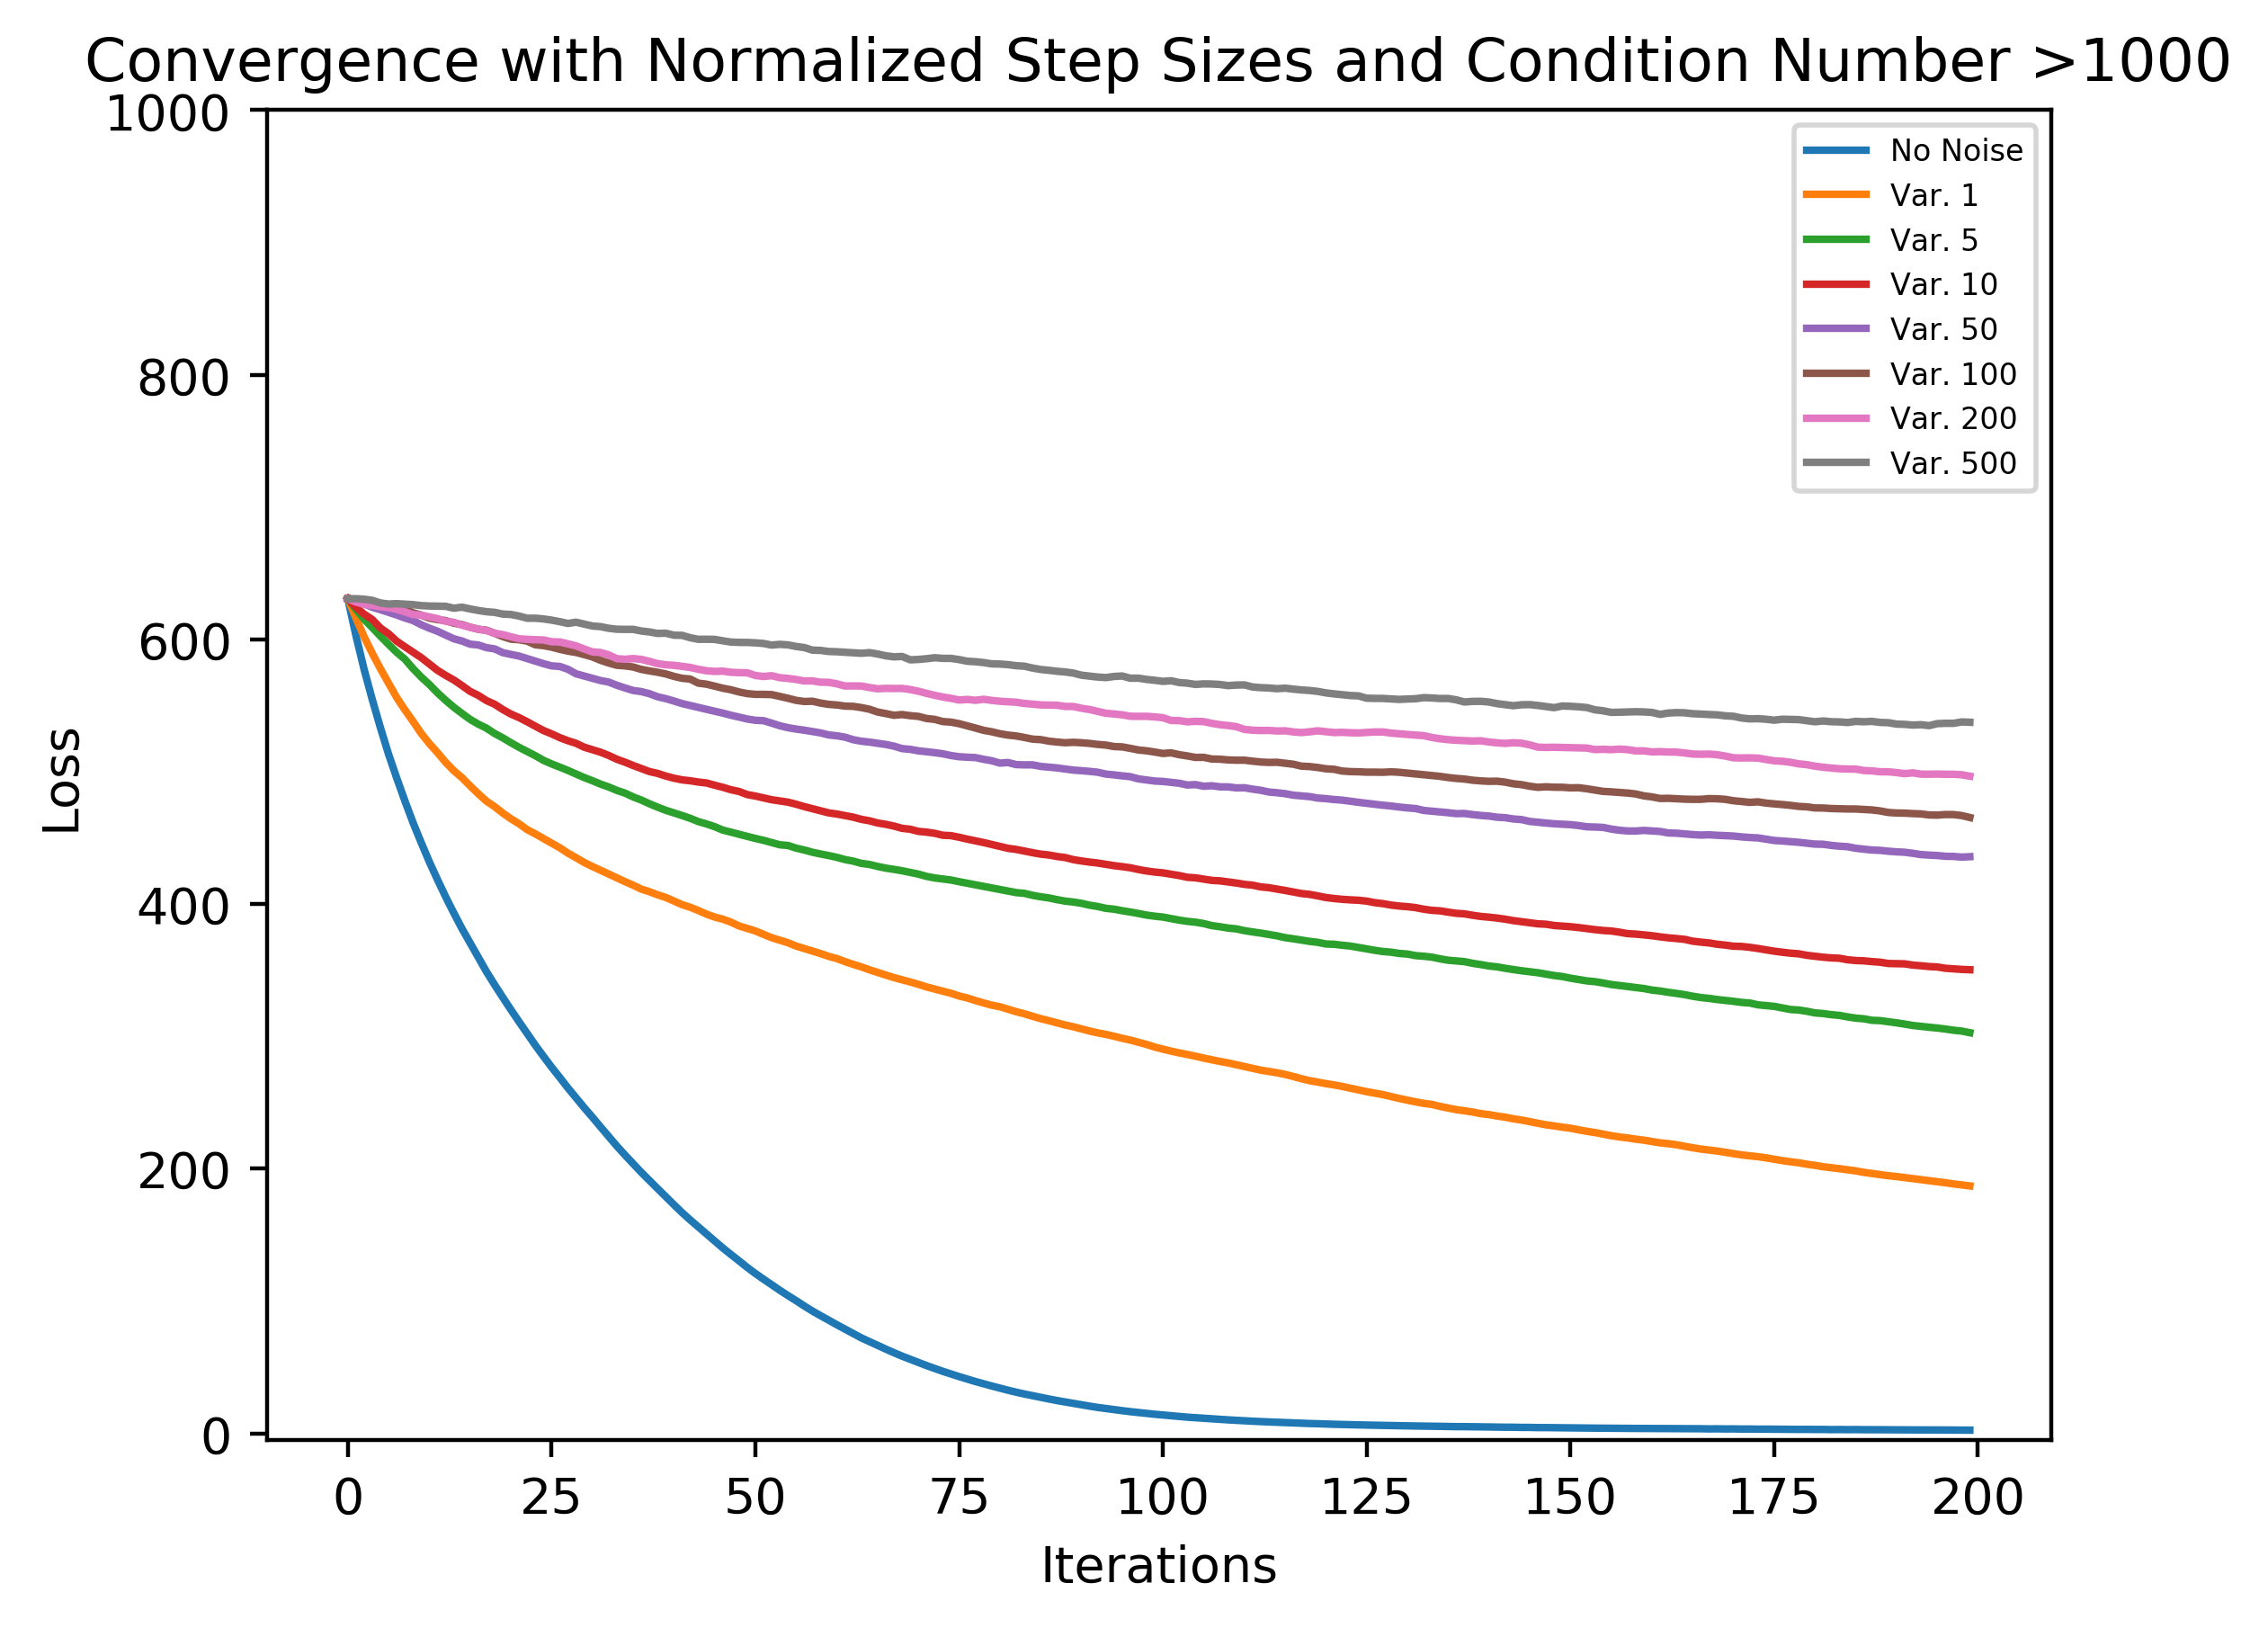 Convergence with Normalized Step Sizes and Condition Number >1000
1000
800
600
400
200
0
Loss
No Noise
Var. 1
Var. 5
Var. 10
Var. 50
Var. 100
Var. 200
Var. 500
0 25 50 75 100 125 150 175 200
Iterations